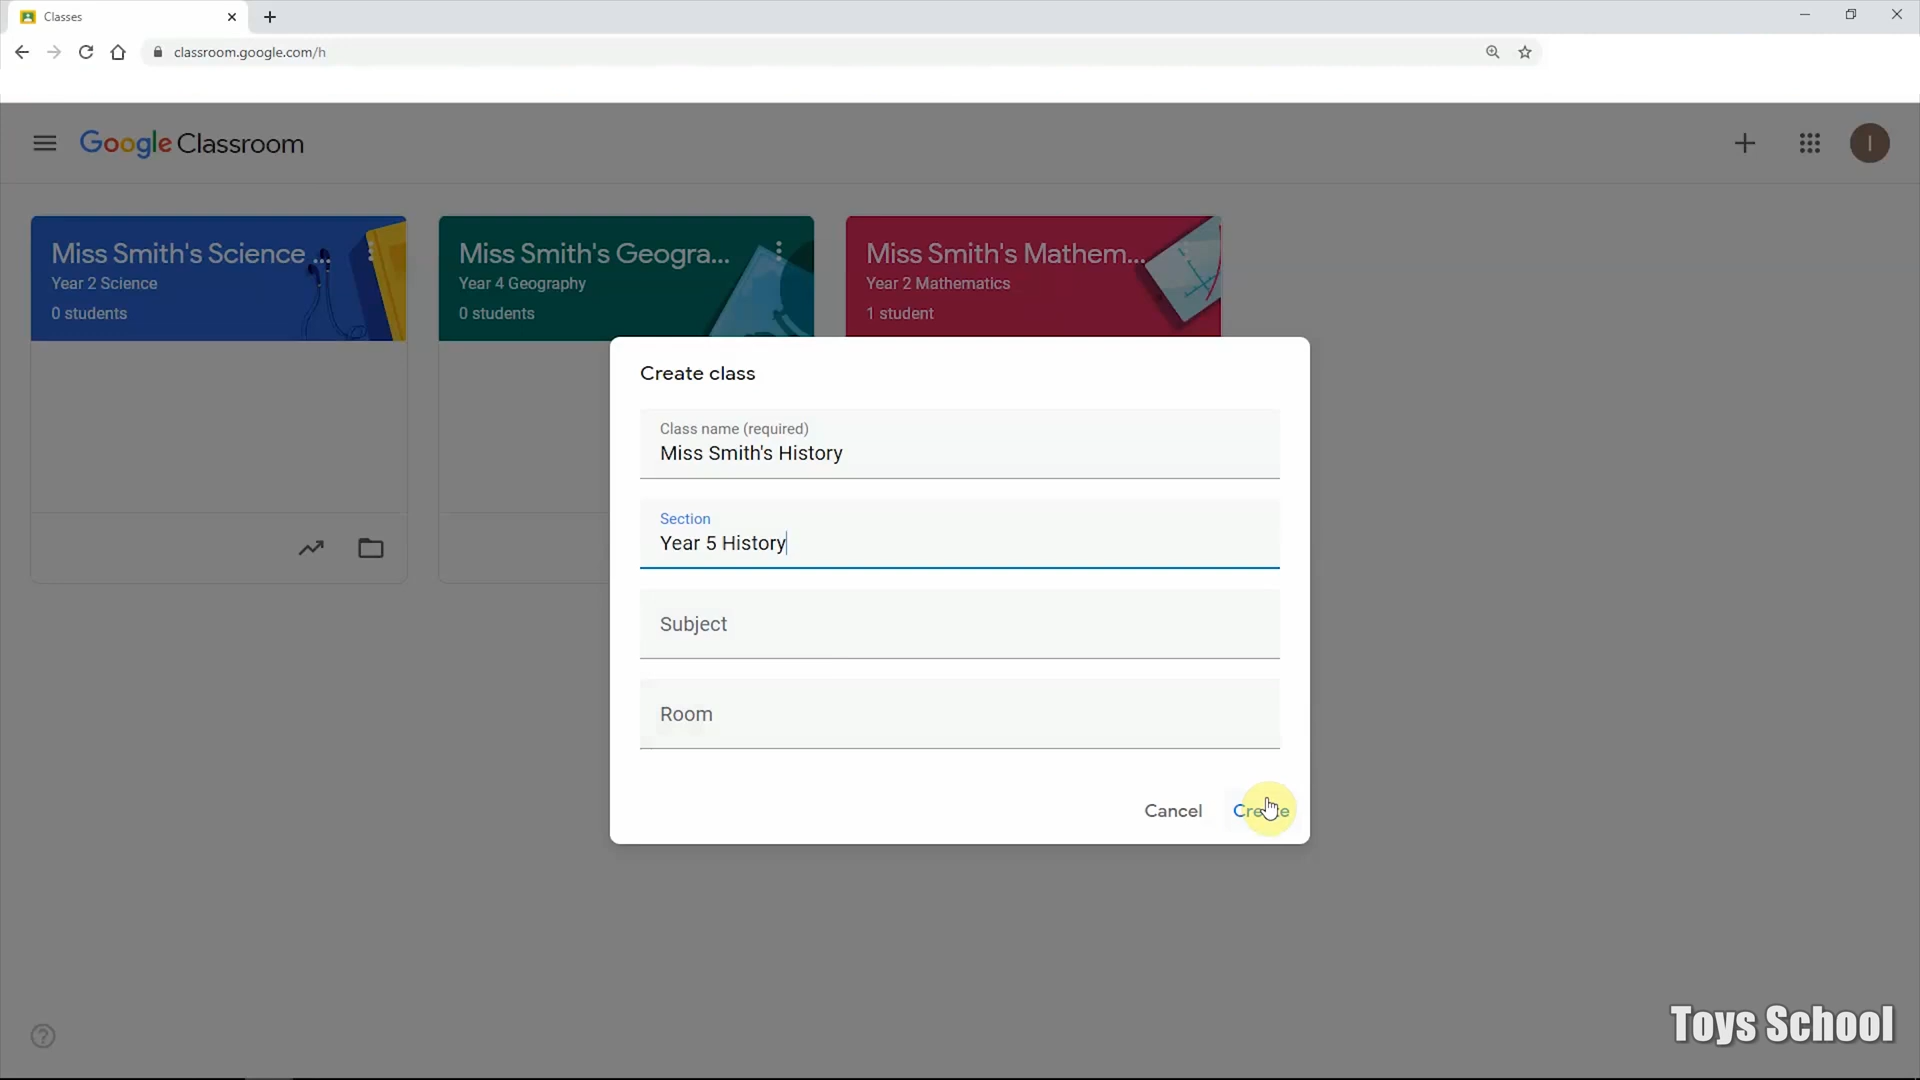 Classes
classroom.google.com/h
Google Classroom
I
Miss Smith's Science ...
Year 2 Science
0 students
Miss Smith's Geogra...
Year 4 Geography
0 students
Miss Smith's Mathem...
Year 2 Mathematics
1 student
Create class
Class name (required)
Miss Smith's History
Section
Year 5 History
Subject
Room
Cancel
Create
Toys School